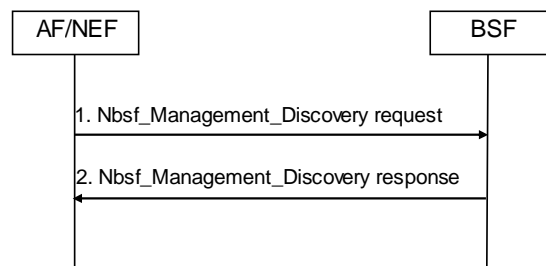 AF/NEF
BSF
1. Nbsf_Management_Discovery request
2. Nbsf_Management_Discovery response